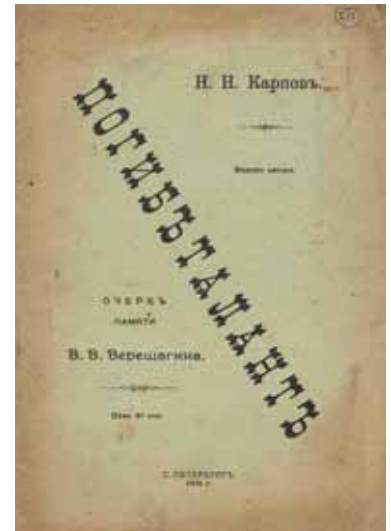 Н. Н. Карповъ.
ПОГИБЪ ТАЛАНТЪ
ОЧЕРКЪ
ПАМЯТИ
В. В. Верещагина.
С. ПЕТЕРБУРГЪ